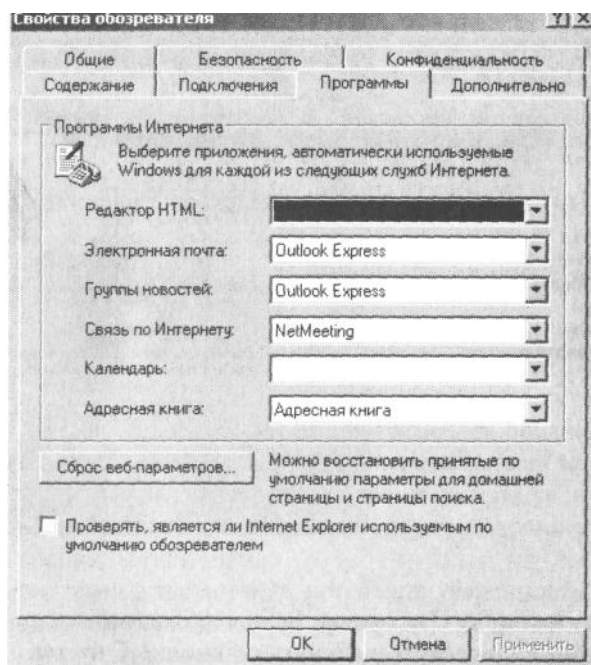 Свойства обозревателя
Общие Безопасность Конфиденциальность
Содержание Подключения Программы Дополнительно
Программы Интернета
Выберите приложения, автоматически используемые
Windows для каждой из следующих служб Интернета.
Редактор HTML:
Электронная почта: Outlook Express
Группы новостей: Outlook Express
Связь по Интернету: NetMeeting
Календарь:
Адресная книга: Адресная книга
Сброс веб-параметров... Можно восстановить принятые по
умолчанию параметры для домашней
страницы и страницы поиска.
Проверять, является ли Internet Explorer используемым по
умолчанию обозревателем
OK Отмена Применить